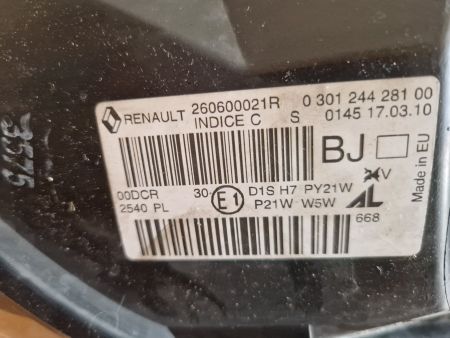 RENAULT 260600021R 0 301 244 281 00
INDICE C S 0145 17.03.10
BJ
Made in EU
V
00DCR 30 E1 D1S H7 PY21W
2540 PL P21W W5W AL
668